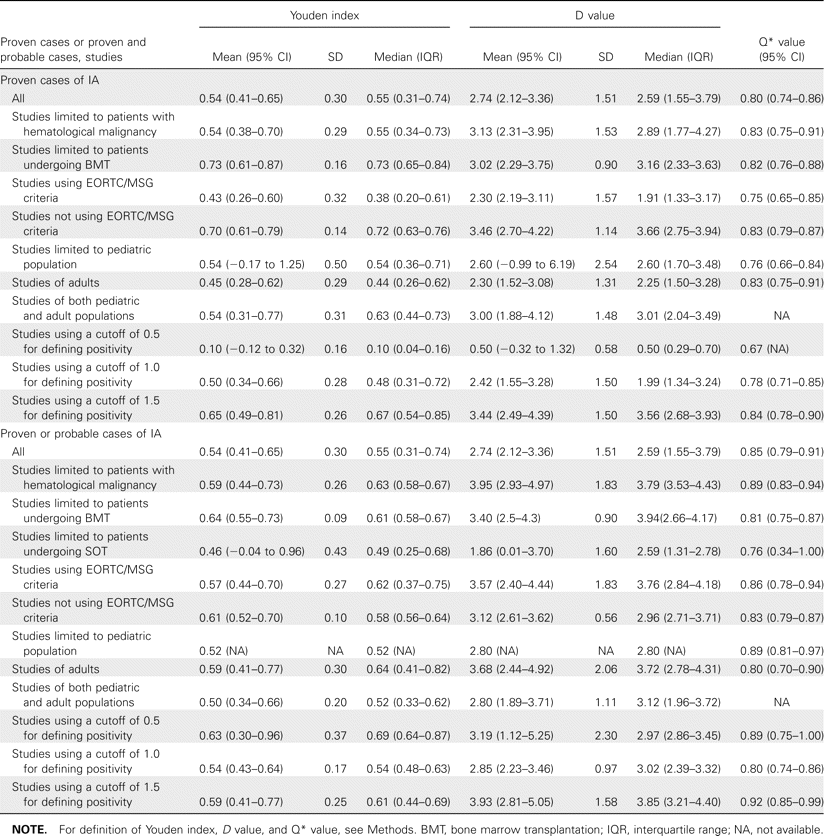 Youden index D value
Proven cases or proven and probable cases, studies Mean (95% CI) SD Median (IQR) Mean (95% CI) SD Median (IQR) Q* value (95% CI)
Proven cases of IA
All 0.54 (0.41–0.65) 0.30 0.55 (0.31–0.74) 2.74 (2.12–3.36) 1.51 2.59 (1.55–3.79) 0.80 (0.74–0.86)
Studies limited to patients with
hematological malignancy 0.54 (0.38–0.70) 0.29 0.55 (0.34–0.73) 3.13 (2.31–3.95) 1.53 2.89 (1.77–4.27) 0.83 (0.75–0.91)
Studies limited to patients
undergoing BMT 0.73 (0.61–0.87) 0.16 0.73 (0.65–0.84) 3.02 (2.29–3.75) 0.90 3.16 (2.33–3.63) 0.82 (0.76–0.88)
Studies using EORTC/MSG
criteria 0.43 (0.26–0.60) 0.32 0.38 (0.20–0.61) 2.30 (2.19–3.11) 1.57 1.91 (1.33–3.17) 0.75 (0.65–0.85)
Studies not using EORTC/MSG
criteria 0.70 (0.61–0.79) 0.14 0.72 (0.63–0.76) 3.46 (2.70–4.22) 1.14 3.66 (2.75–3.94) 0.83 (0.79–0.87)
Studies limited to pediatric
population 0.54 (−0.17 to 1.25) 0.50 0.54 (0.36–0.71) 2.60 (−0.99 to 6.19) 2.54 2.60 (1.70–3.48) 0.76 (0.66–0.84)
Studies of adults 0.45 (0.28–0.62) 0.29 0.44 (0.26–0.62) 2.30 (1.52–3.08) 1.31 2.25 (1.50–3.28) 0.83 (0.75–0.91)
Studies of both pediatric
and adult populations 0.54 (0.31–0.77) 0.31 0.63 (0.44–0.73) 3.00 (1.88–4.12) 1.48 3.01 (2.04–3.49) NA
Studies using a cutoff of 0.5
for defining positivity 0.10 (−0.12 to 0.32) 0.16 0.10 (0.04–0.16) 0.50 (−0.32 to 1.32) 0.58 0.50 (0.29–0.70) 0.67 (NA)
Studies using a cutoff of 1.0
for defining positivity 0.50 (0.34–0.66) 0.28 0.48 (0.31–0.72) 2.42 (1.55–3.28) 1.50 1.99 (1.34–3.24) 0.78 (0.71–0.85)
Studies using a cutoff of 1.5
for defining positivity 0.65 (0.49–0.81) 0.26 0.67 (0.54–0.85) 3.44 (2.49–4.39) 1.50 3.56 (2.68–3.93) 0.84 (0.78–0.90)
Proven or probable cases of IA
All 0.54 (0.41–0.65) 0.30 0.55 (0.31–0.74) 2.74 (2.12–3.36) 1.51 2.59 (1.55–3.79) 0.85 (0.79–0.91)
Studies limited to patients with
hematological malignancy 0.59 (0.44–0.73) 0.26 0.63 (0.58–0.67) 3.95 (2.93–4.97) 1.83 3.79 (3.53–4.43) 0.89 (0.83–0.94)
Studies limited to patients
undergoing BMT 0.64 (0.55–0.73) 0.09 0.61 (0.58–0.67) 3.40 (2.5–4.3) 0.90 3.94(2.66–4.17) 0.81 (0.75–0.87)
Studies limited to patients
undergoing SOT 0.46 (−0.04 to 0.96) 0.43 0.49 (0.25–0.68) 1.86 (0.01–3.70) 1.60 2.59 (1.31–2.78) 0.76 (0.34–1.00)
Studies using EORTC/MSG
criteria 0.57 (0.44–0.70) 0.27 0.62 (0.37–0.75) 3.57 (2.40–4.44) 1.83 3.76 (2.84–4.18) 0.86 (0.78–0.94)
Studies not using EORTC/MSG
criteria 0.61 (0.52–0.70) 0.10 0.58 (0.56–0.64) 3.12 (2.61–3.62) 0.56 2.96 (2.71–3.71) 0.83 (0.79–0.87)
Studies limited to pediatric
population 0.52 (NA) NA 0.52 (NA) 2.80 (NA) NA 2.80 (NA) 0.89 (0.81–0.97)
Studies of adults 0.59 (0.41–0.77) 0.30 0.64 (0.41–0.82) 3.68 (2.44–4.92) 2.06 3.72 (2.78–4.31) 0.80 (0.70–0.90)
Studies of both pediatric
and adult populations 0.50 (0.34–0.66) 0.20 0.52 (0.33–0.62) 2.80 (1.89–3.71) 1.11 3.12 (1.96–3.72) NA
Studies using a cutoff of 0.5
for defining positivity 0.63 (0.30–0.96) 0.37 0.69 (0.64–0.87) 3.19 (1.12–5.25) 2.30 2.97 (2.86–3.45) 0.89 (0.75–1.00)
Studies using a cutoff of 1.0
for defining positivity 0.54 (0.43–0.64) 0.17 0.54 (0.48–0.63) 2.85 (2.23–3.46) 0.97 3.02 (2.39–3.32) 0.80 (0.74–0.86)
Studies using a cutoff of 1.5
for defining positivity 0.59 (0.41–0.77) 0.25 0.61 (0.44–0.69) 3.93 (2.81–5.05) 1.58 3.85 (3.21–4.40) 0.92 (0.85–0.99)
NOTE. For definition of Youden index, D value, and Q* value, see Methods. BMT, bone marrow transplantation; IQR, interquartile range; NA, not available.